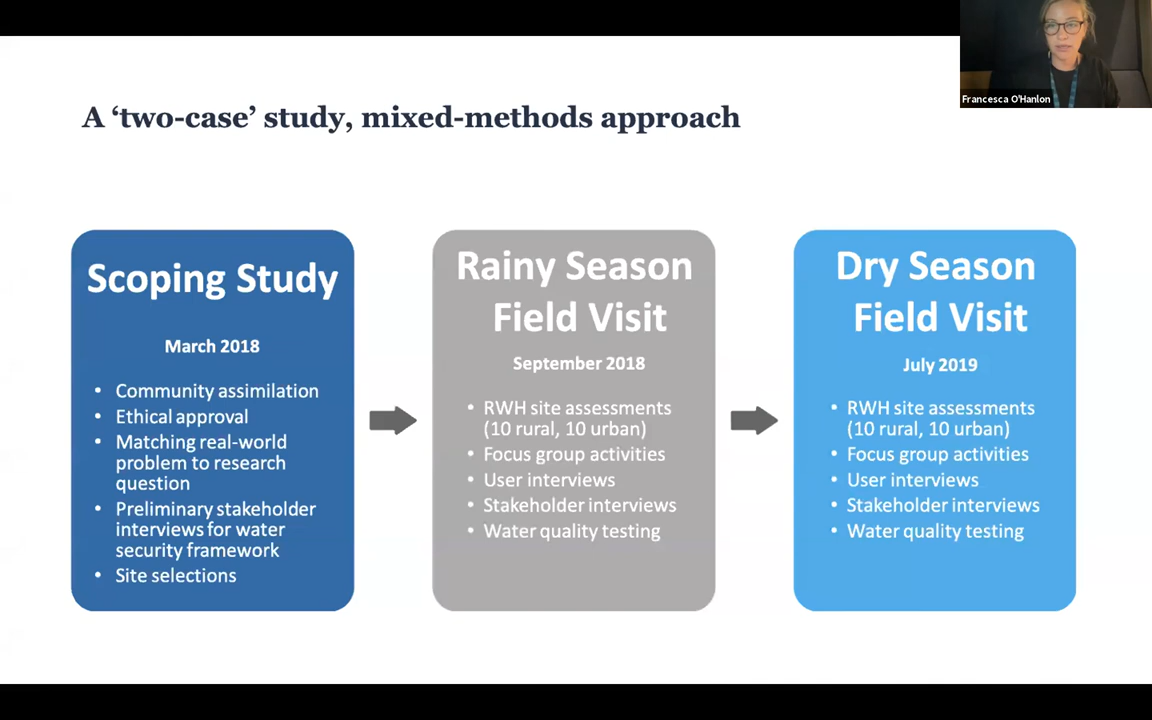 Francesca O'Hanlon
A ‘two-case’ study, mixed-methods approach
Scoping Study
March 2018
• Community assimilation
• Ethical approval
• Matching real-world
problem to research
question
• Preliminary stakeholder
interviews for water
security framework
• Site selections
Rainy Season
Field Visit
September 2018
• RWH site assessments
(10 rural, 10 urban)
• Focus group activities
• User interviews
• Stakeholder interviews
• Water quality testing
Dry Season
Field Visit
July 2019
• RWH site assessments
(10 rural, 10 urban)
• Focus group activities
• User interviews
• Stakeholder interviews
• Water quality testing